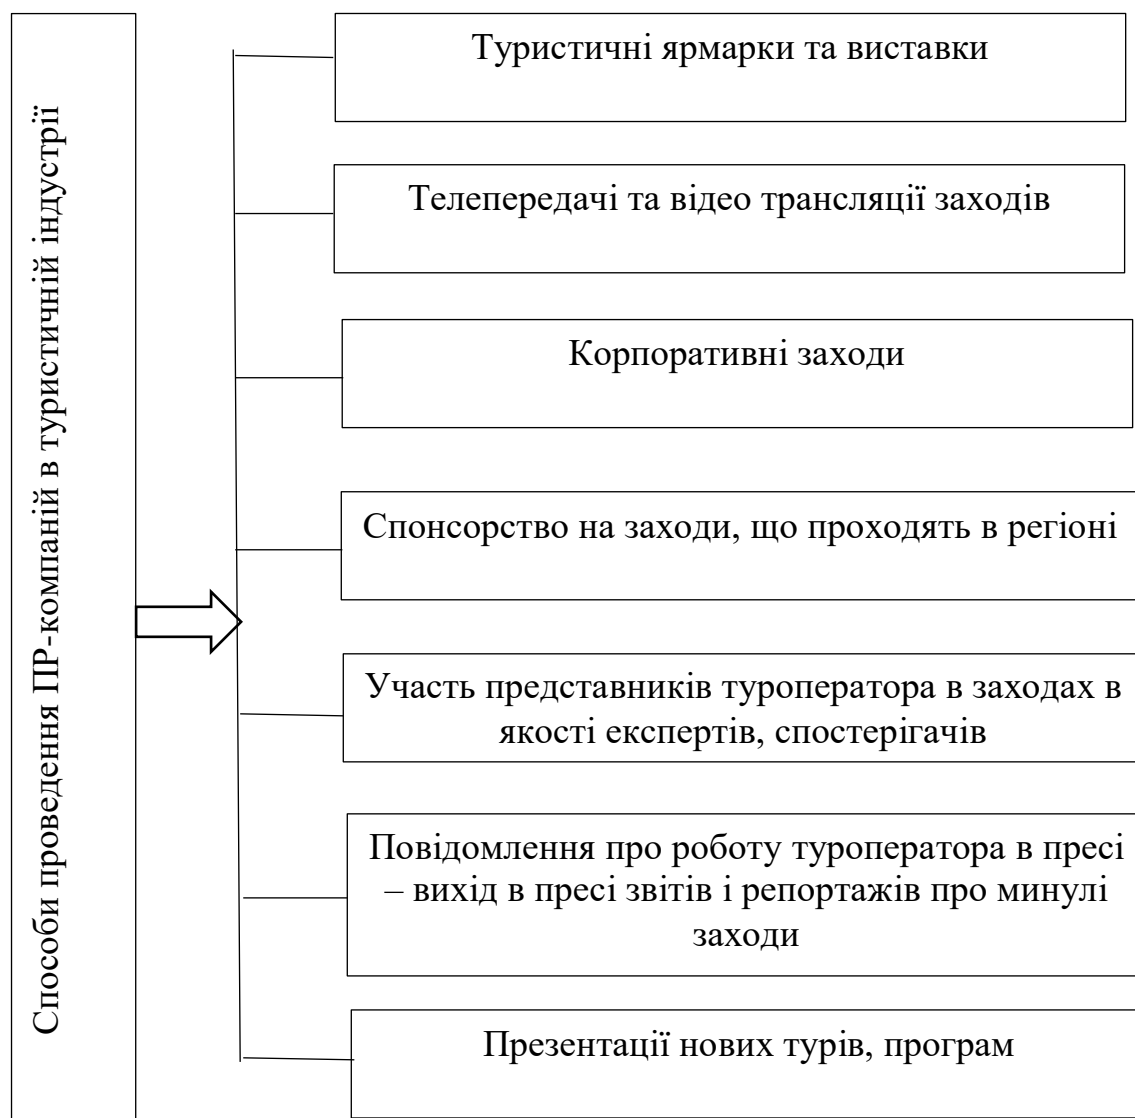 Способи проведення ПР-компаній в туристичній індустрії
Туристичні ярмарки та виставки
Телепередачі та відео трансляції заходів
Корпоративні заходи
Спонсорство на заходи, що проходять в регіоні
Участь представників туроператора в заходах в
якості експертів, спостерігачів
Повідомлення про роботу туроператора в пресі
– вихід в пресі звітів і репортажів про минулі
заходи
Презентації нових турів, програм